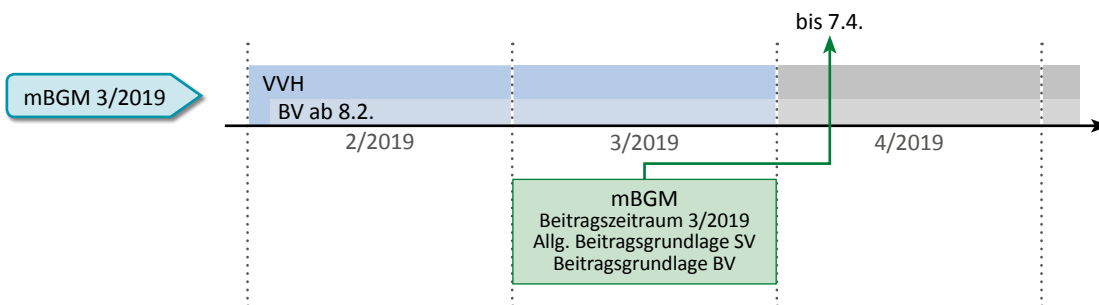 bis 7.4.
mBGM 3/2019
VVH
BV ab 8.2.
2/2019
3/2019
4/2019
mBGM
Beitragszeitraum 3/2019
Allg. Beitragsgrundlage SV
Beitragsgrundlage BV